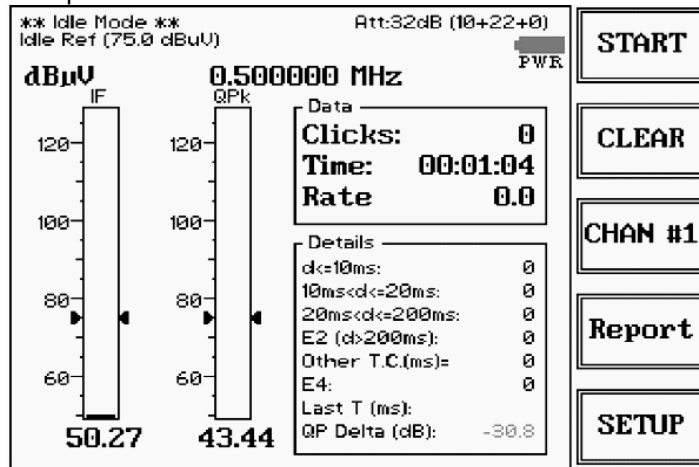 ** Idle Mode **
Att:32dB (10+22+0)
Idle Ref (75.0 dBuV)
PWR
dBµV
0.500000 MHz
IF
QPk
120
100
80
60
50.27
120
100
80
60
43.44
Data
Clicks: 0
Time: 00:01:04
Rate 0.0
Details
d<=10ms: 0
10ms<d<=20ms: 0
20ms<d<=200ms: 0
E2 (d>200ms): 0
Other T.C.(ms)= 0
E4: 0
Last T (ms):
QP Delta (dB): -30.8
START
CLEAR
CHAN #1
Report
SETUP